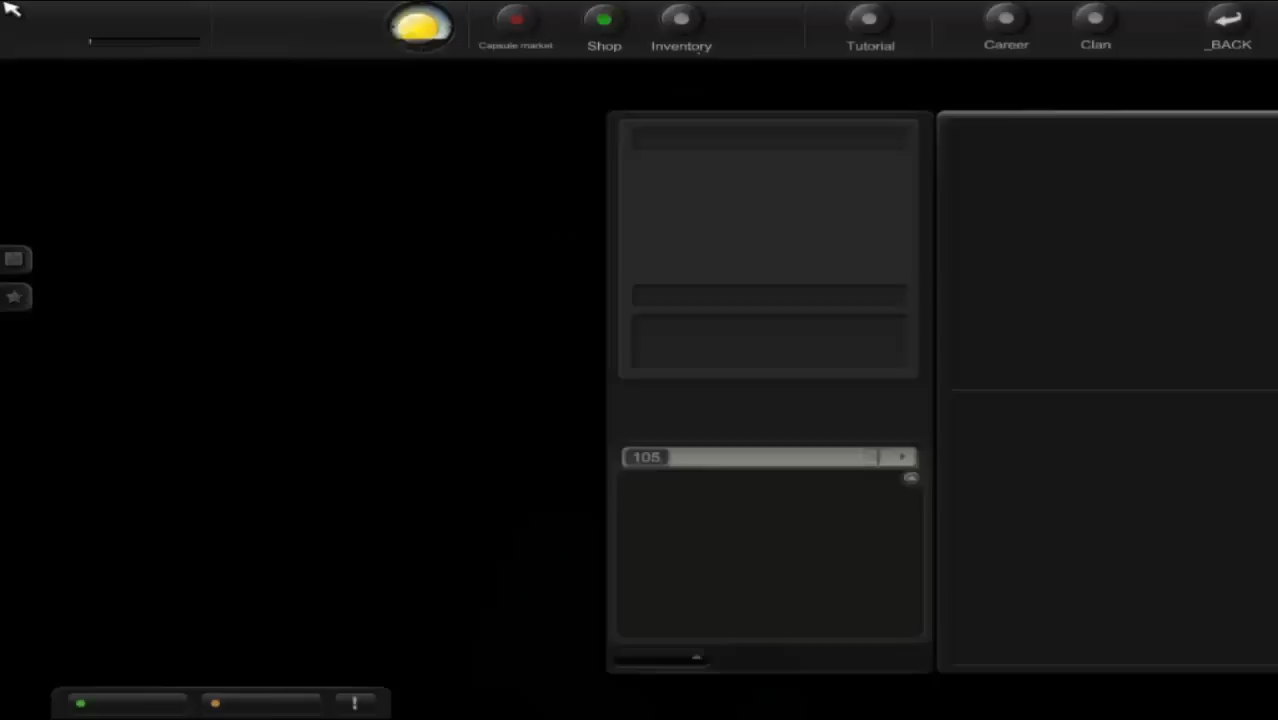 Capsule market
Shop
Inventory
Tutorial
Career
Clan
_BACK
105
!